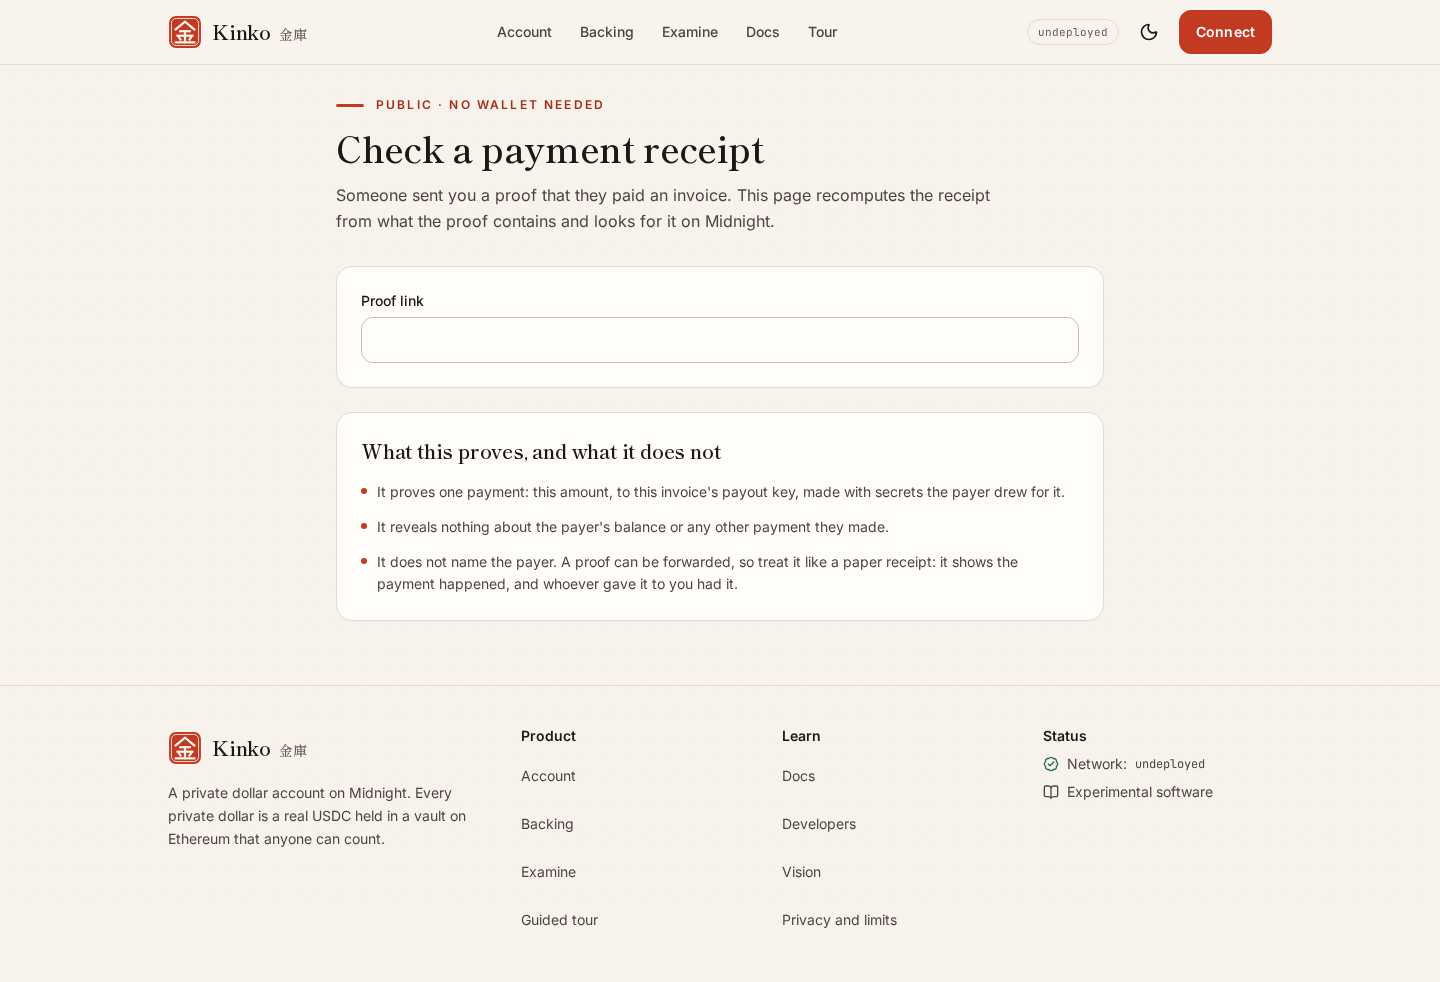 金 Kinko 金庫
Account Backing Examine Docs Tour
undeployed
Connect
PUBLIC · NO WALLET NEEDED
Check a payment receipt
Someone sent you a proof that they paid an invoice. This page recomputes the receipt
from what the proof contains and looks for it on Midnight.
Proof link
What this proves, and what it does not
It proves one payment: this amount, to this invoice's payout key, made with secrets the payer drew for it.
It reveals nothing about the payer's balance or any other payment they made.
It does not name the payer. A proof can be forwarded, so treat it like a paper receipt: it shows the
payment happened, and whoever gave it to you had it.
金 Kinko 金庫
A private dollar account on Midnight. Every
private dollar is a real USDC held in a vault on
Ethereum that anyone can count.
Product
Account
Backing
Examine
Guided tour
Learn
Docs
Developers
Vision
Privacy and limits
Status
Network: undeployed
Experimental software